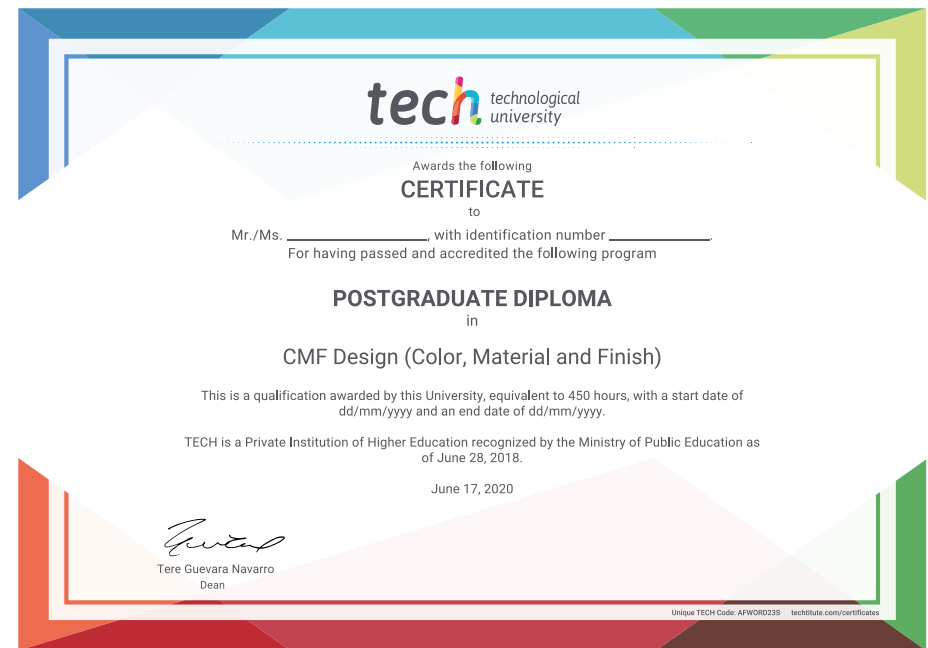 tech technological
university
Awards the following
CERTIFICATE
to
Mr./Ms. ____________, with identification number ____________.
For having passed and accredited the following program
POSTGRADUATE DIPLOMA
in
CMF Design (Color, Material and Finish)
This is a qualification awarded by this University, equivalent to 450 hours, with a start date of
dd/mm/yyyy and an end date of dd/mm/yyyy.
TECH is a Private Institution of Higher Education recognized by the Ministry of Public Education as
of June 28, 2018.
June 17, 2020
Tere Guevara Navarro
Dean
Unique TECH Code: AFWORD23S techtitute.com/certificates